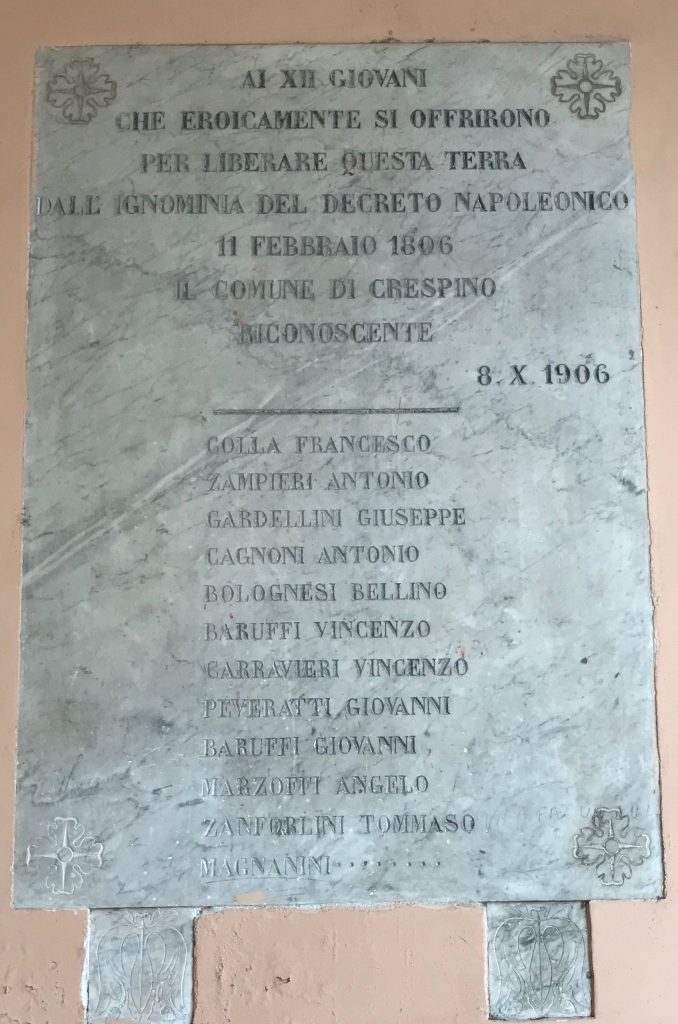 AI XII GIOVANI
CHE EROICAMENTE SI OFFRIRONO
PER LIBERARE QUESTA TERRA
DALL' IGNOMINIA DEL DECRETO NAPOLEONICO
11 FEBBRAIO 1806
IL COMUNE DI CRESPINO
RICONOSCENTE
8. X. 1906
COLLA FRANCESCO
ZAMPIERI ANTONIO
GARDELLINI GIUSEPPE
CAGNONI ANTONIO
BOLOGNESI BELLINO
BARUFFI VINCENZO
GARRAVIERI VINCENZO
PEVERATTI GIOVANNI
BARUFFI GIOVANNI
MARZOFFI ANGELO
ZANFORLINI TOMMASO
MAGNANINI........